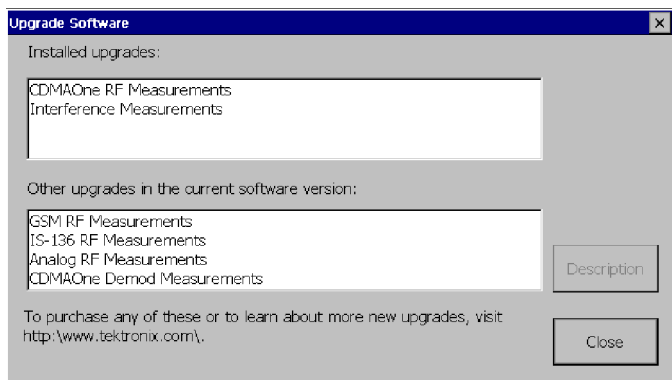 Upgrade Software
Installed upgrades:
CDMAOne RF Measurements
Interference Measurements
Other upgrades in the current software version:
GSM RF Measurements
IS-136 RF Measurements
Analog RF Measurements
CDMAOne Demod Measurements
Description
To purchase any of these or to learn about more new upgrades, visit
http:\www.tektronix.com\.
Close